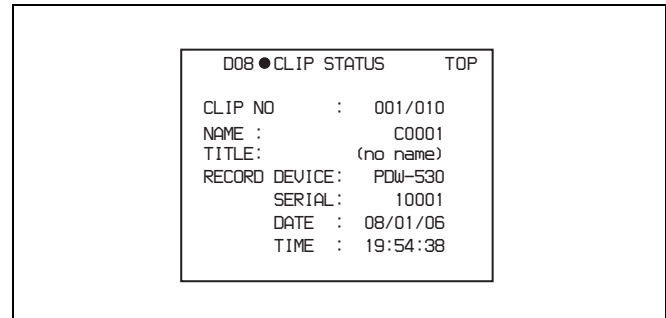 D08●CLIP STATUS TOP
CLIP NO : 001/010
NAME : C0001
TITLE: (no name)
RECORD DEVICE: PDW-530
SERIAL: 10001
DATE : 08/01/06
TIME : 19:54:38